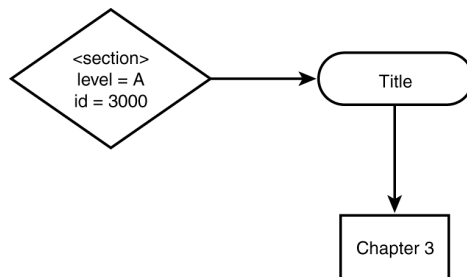 <section>
level = A
id = 3000
Title
Chapter 3